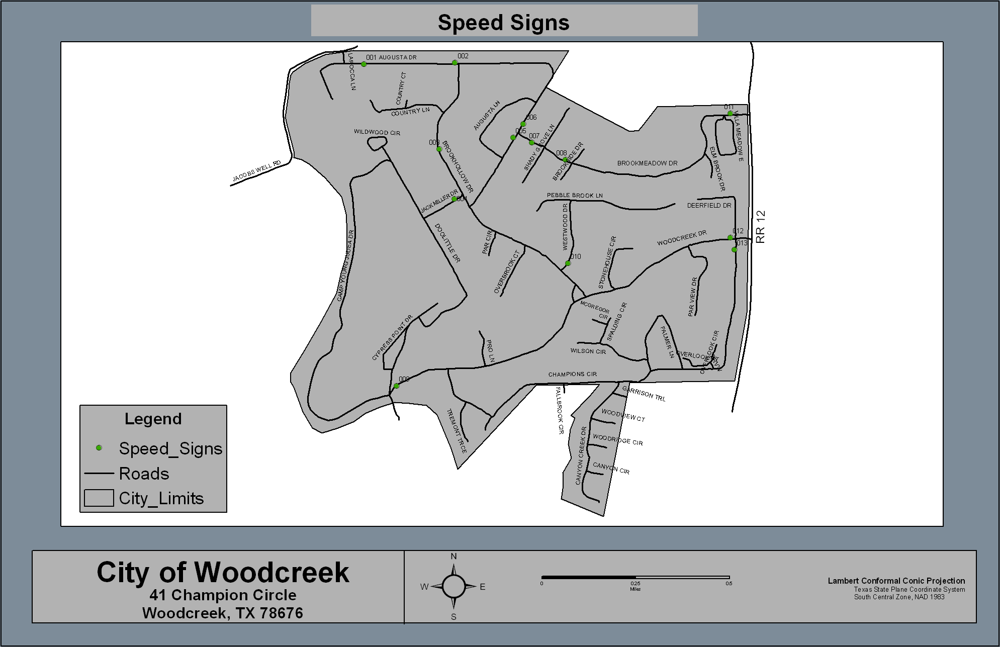 Speed Signs
001 AUGUSTA DR
002
LAROCCA LN
COUNTRY CT
COUNTRY LN
AUGUSTA LN
WILDWOOD CIR
003
BROOKHOLLOW DR
JACOBS WELL RD
006
005
007
SHADY GROVE LN
008
BROOKSIDE DR
011
VILLA MEADOW E
ELM BROOK DR
BROOKMEADOW DR
JACK MILLER DR
004
PEBBLE BROOK LN
DEERFIELD DR
RR 12
WESTWOOD DR
DOOLITTLE DR
PAR CIR
OVERBROOK CT
010
STONEHOUSE CIR
WOODCREEK DR
012
013
CAMP YOUNG JUDEA DR
PAR VIEW DR
MCGREGOR
CIR
SPALDING CIR
CYPRESS POINT DR
PRO LN
WILSON CIR
PALMER LN
OVERLOOK CIR
CHAMPIONS CIR
009
GARRISON TRL
FALLBROOK CIR
TREMONT TRCE
WOODVIEW CT
WOODRIDGE CIR
CANYON CREEK DR
CANYON CIR
Legend
Speed_Signs
Roads
City_Limits
City of Woodcreek
41 Champion Circle
Woodcreek, TX 78676
N
W E
S
0 0.25 0.5
Miles
Lambert Conformal Conic Projection
Texas State Plane Coordinate System
South Central Zone, NAD 1983